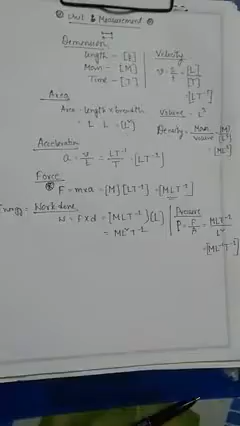 Unit & Measurement
Demmensn
Length → [L]
Mass - [M]
Time - [T]
Velocity
v = s/t = [L]/[T]
= [LT⁻¹]
Area
Area = length × breadth
L L = (L²)
Volume = L³
Density = Mass/volume = [M]/[L³]
= [ML⁻³]
Acceleration
a = v/t = LT⁻¹/T = [LT⁻²]
Force
F = m×a = [M][LT⁻²] = [MLT⁻²]
Energy = Work done
W = F×d = [MLT⁻²][L]
= ML²T⁻²
Pressure
P = F/A = MLT⁻²/L²
= [ML⁻¹T⁻²]